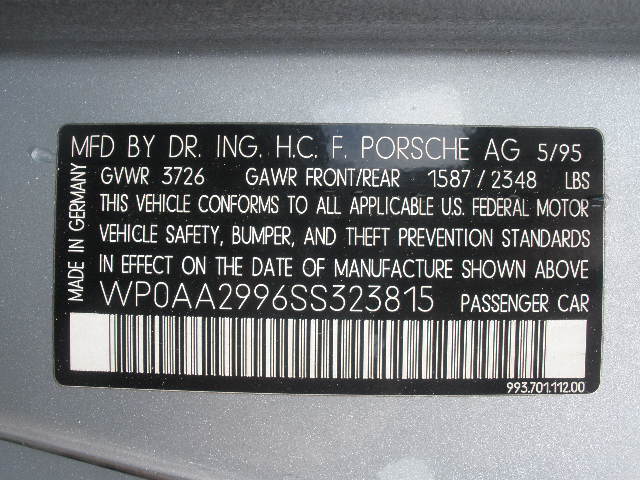 MFD BY DR. ING. H.C. F. PORSCHE AG 5/95
GVWR 3726 GAWR FRONT/REAR 1587/2348 LBS
THIS VEHICLE CONFORMS TO ALL APPLICABLE U.S. FEDERAL MOTOR
VEHICLE SAFETY, BUMPER, AND THEFT PREVENTION STANDARDS
IN EFFECT ON THE DATE OF MANUFACTURE SHOWN ABOVE
WP0AA2996SS323815 PASSENGER CAR
993.701.112.00
MADE IN GERMANY